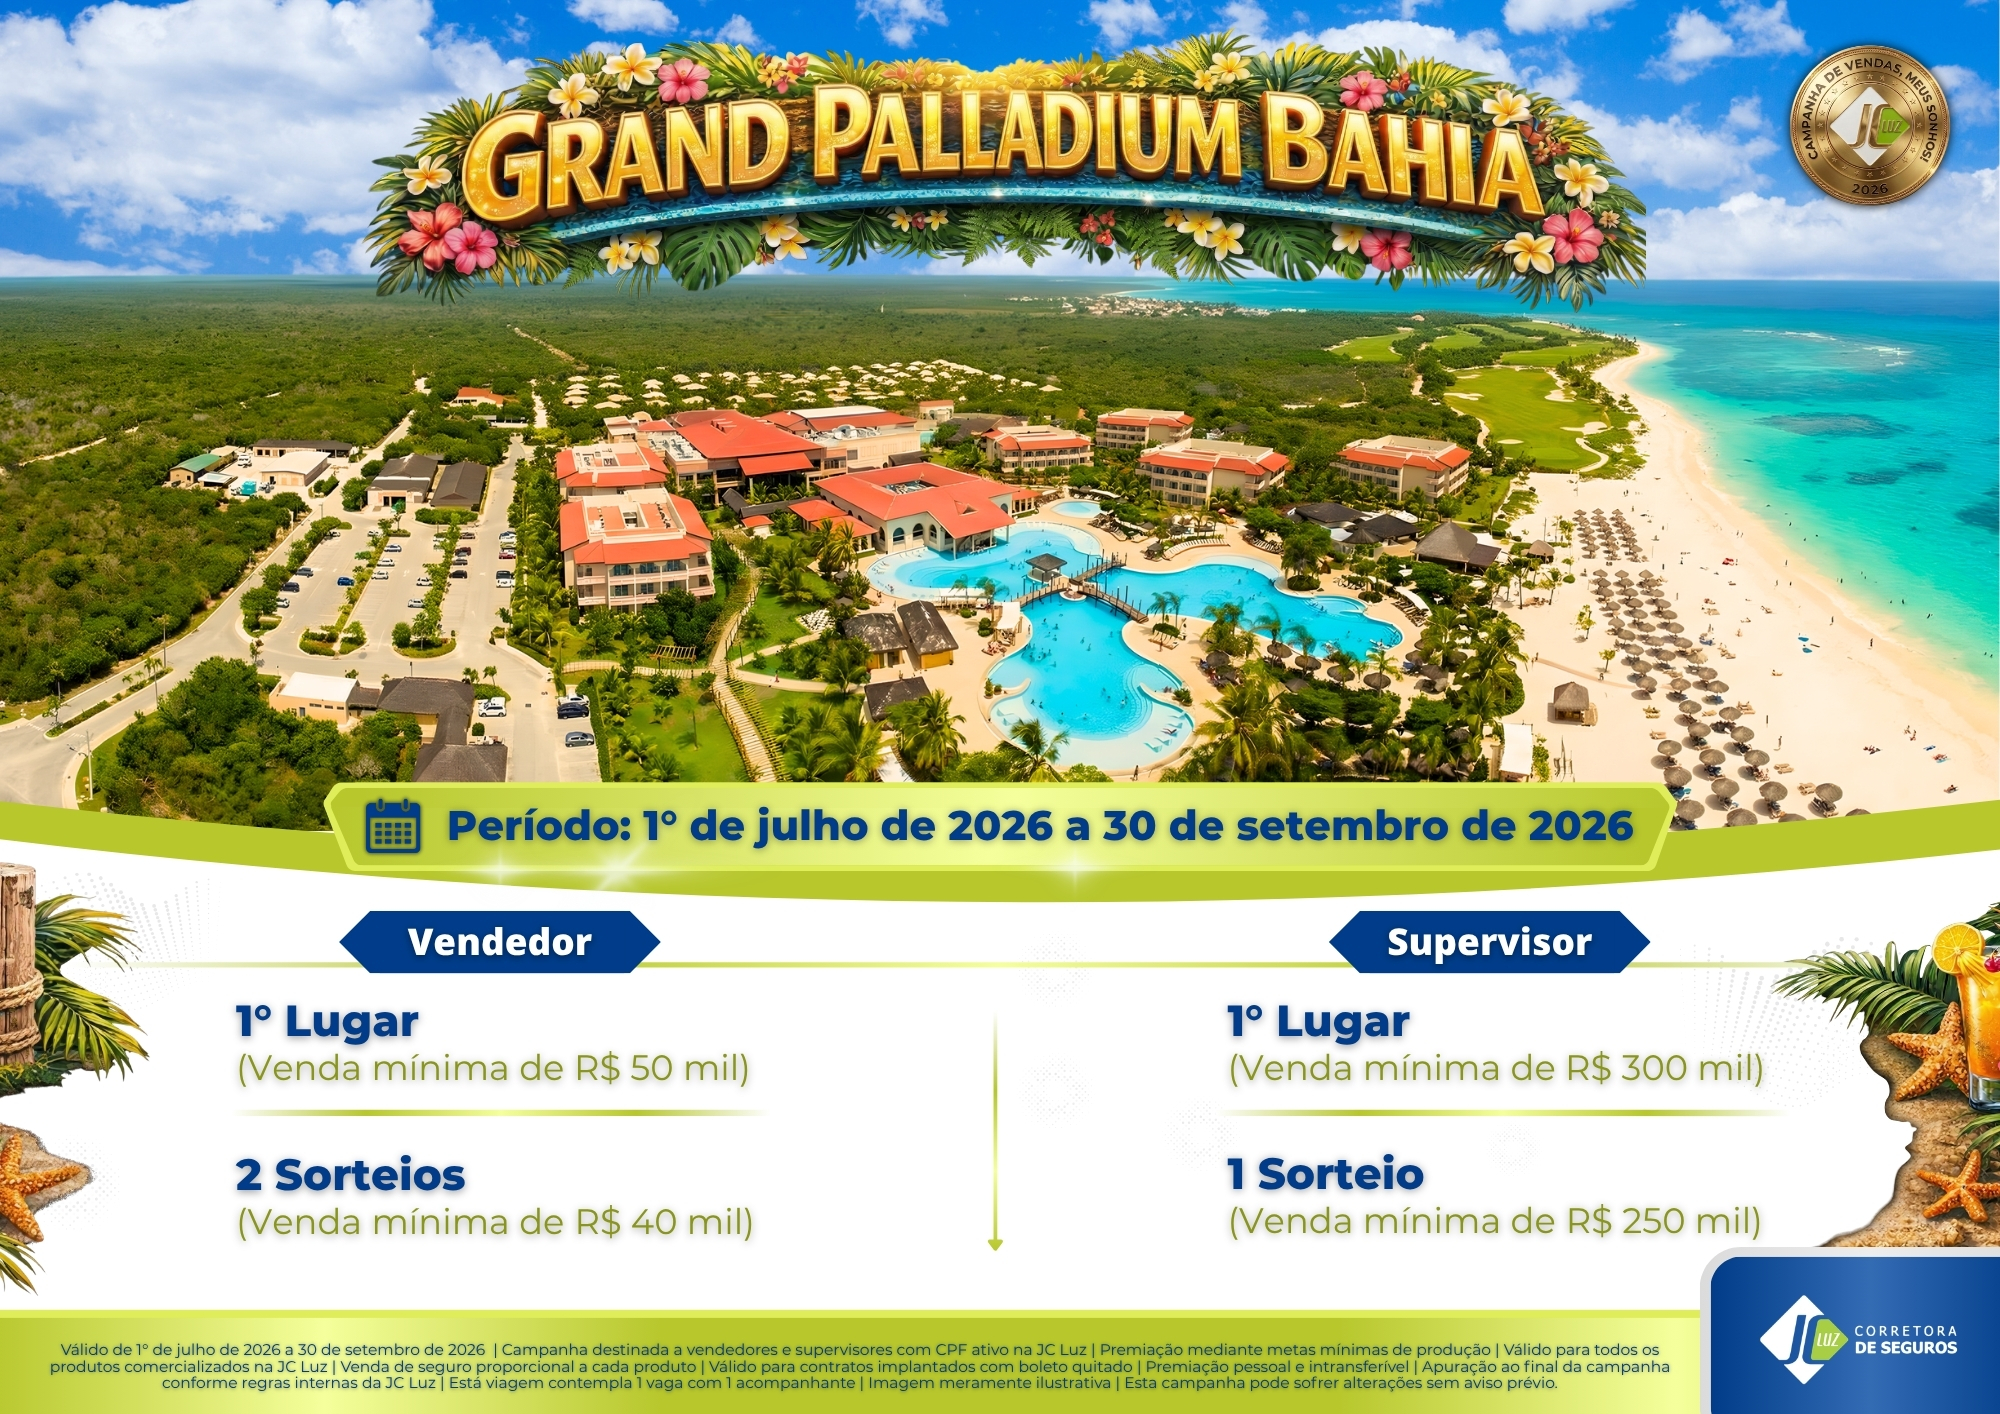 GRAND PALLADIUM BAHIA
CAMPANHA DE VENDAS, MEUS SONHOS!
JC LUZ
2026
Período: 1° de julho de 2026 a 30 de setembro de 2026
Vendedor
1° Lugar
(Venda mínima de R$ 50 mil)
2 Sorteios
(Venda mínima de R$ 40 mil)
Supervisor
1° Lugar
(Venda mínima de R$ 300 mil)
1 Sorteio
(Venda mínima de R$ 250 mil)
Válido de 1° de julho de 2026 a 30 de setembro de 2026 | Campanha destinada a vendedores e supervisores com CPF ativo na JC Luz | Premiação mediante metas mínimas de produção | Válido para todos os
produtos comercializados na JC Luz | Venda de seguro proporcional a cada produto | Válido para contratos implantados com boleto quitado | Premiação pessoal e intransferível | Apuração ao final da campanha
conforme regras internas da JC Luz | Está viagem contempla 1 vaga com 1 acompanhante | Imagem meramente ilustrativa | Esta campanha pode sofrer alterações sem aviso prévio.
JC LUZ
CORRETORA
DE SEGUROS